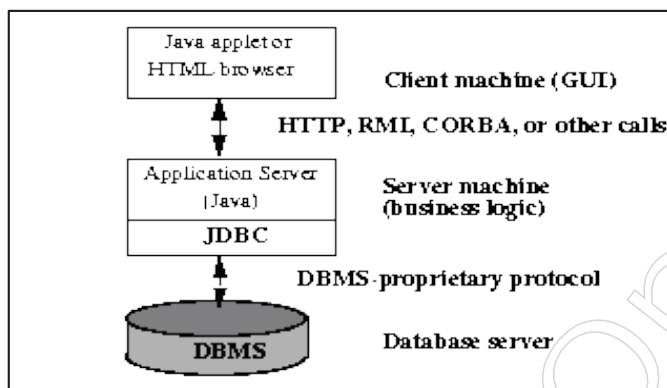 Java applet or
HTML browser
Client machine (GUI)
HTTP, RMI, CORBA, or other calls
Application Server
(Java)
JDBC
Server machine
(business logic)
DBMS-proprietary protocol
DBMS
Database server